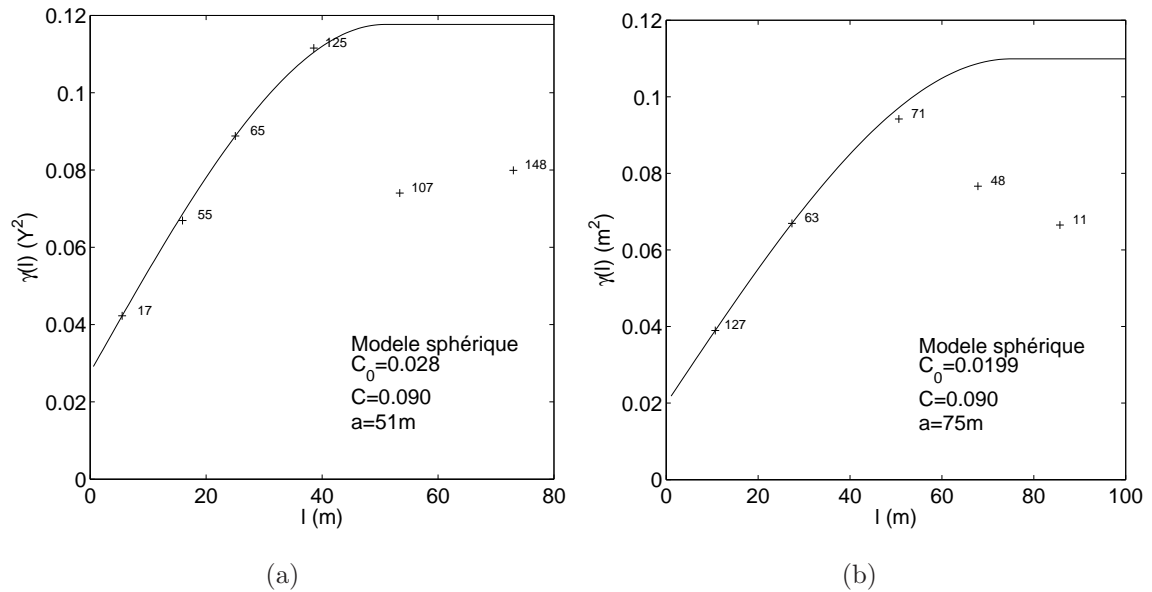 0.12
0.1
0.08
0.06
0.04
0.02
0
γ(l) (Y²)
125
65
55
107
148
17
Modele sphérique
C₀=0.028
C=0.090
a=51m
0 20 40 60 80
l (m)
(a)
0.12
0.1
0.08
0.06
0.04
0.02
0
γ(l) (m²)
71
48
63
11
127
Modele sphérique
C₀=0.0199
C=0.090
a=75m
0 20 40 60 80 100
l (m)
(b)